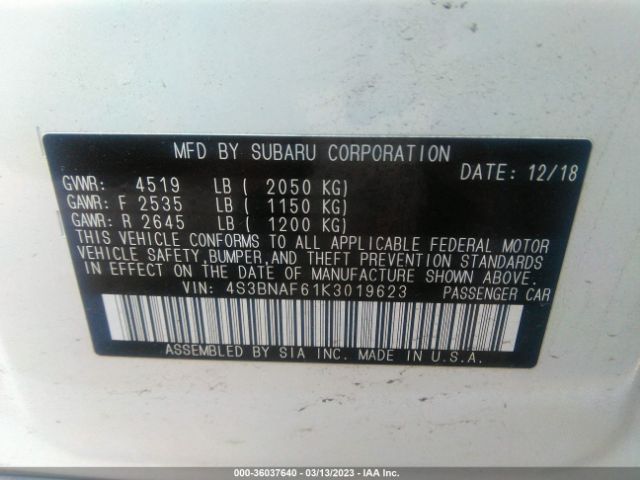 MFD BY SUBARU CORPORATION
DATE: 12/18
GVWR: 4519 LB ( 2050 KG)
GAWR: F 2535 LB ( 1150 KG)
GAWR: R 2645 LB ( 1200 KG)
THIS VEHICLE CONFORMS TO ALL APPLICABLE FEDERAL MOTOR
VEHICLE SAFETY, BUMPER, AND THEFT PREVENTION STANDARDS
IN EFFECT ON THE DATE OF MANUFACTURE SHOWN ABOVE.
VIN: 4S3BNAF61K3019623 PASSENGER CAR
ASSEMBLED BY SIA INC. MADE IN U.S.A.
000-36037640 - 03/13/2023 - IAA Inc.